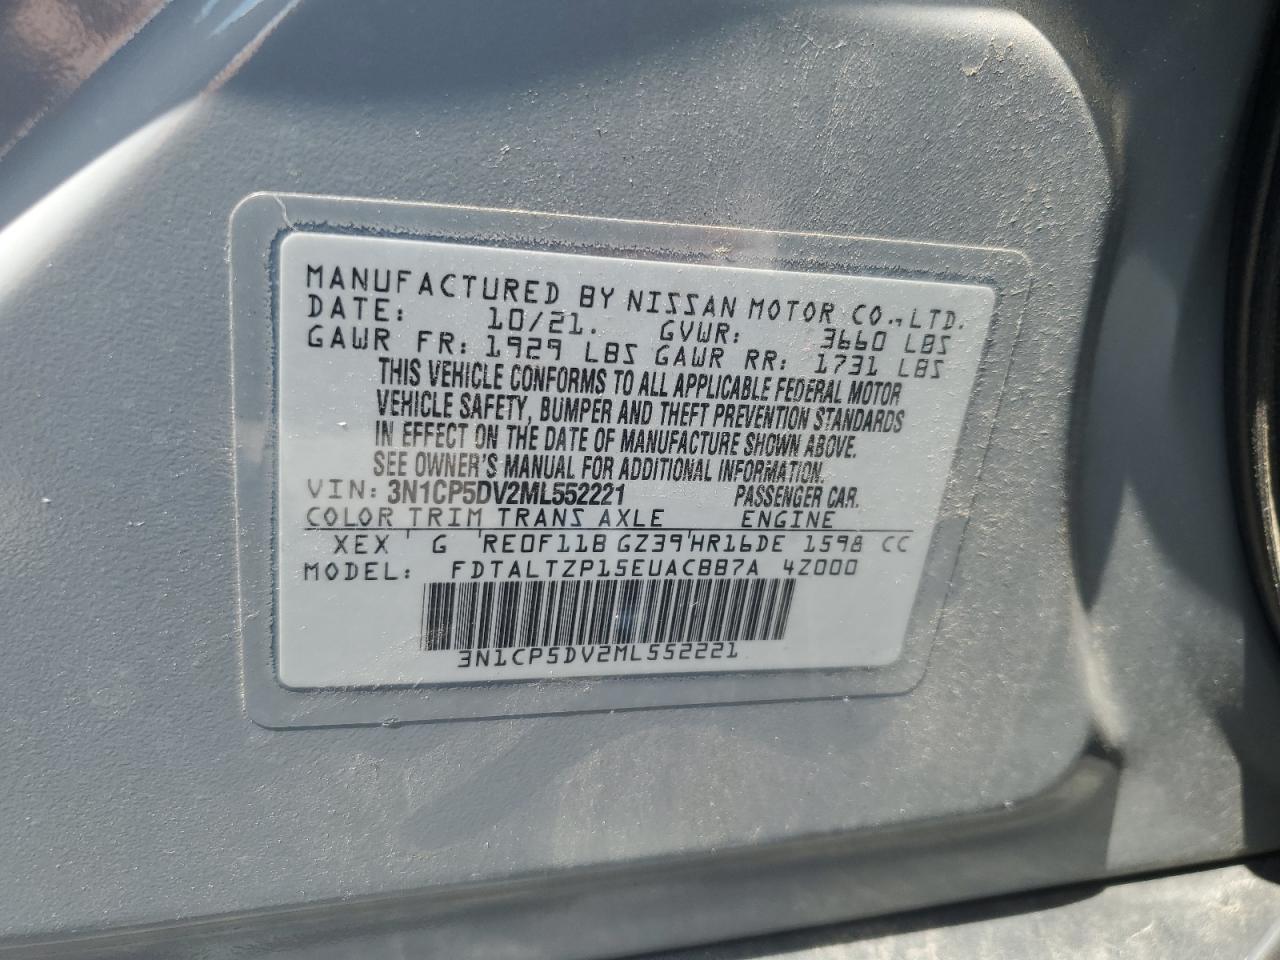 MANUFACTURED BY NISSAN MOTOR CO.,LTD.
DATE: 10/21. GVWR: 3660 LBS
GAWR FR: 1929 LBS GAWR RR: 1731 LBS
THIS VEHICLE CONFORMS TO ALL APPLICABLE FEDERAL MOTOR
VEHICLE SAFETY, BUMPER AND THEFT PREVENTION STANDARDS
IN EFFECT ON THE DATE OF MANUFACTURE SHOWN ABOVE.
SEE OWNER'S MANUAL FOR ADDITIONAL INFORMATION.
VIN: 3N1CP5DV2ML552221 PASSENGER CAR.
COLOR TRIM TRANS AXLE ENGINE
XEX G RE0F11B GZ39 HR16DE 1598 CC
MODEL: FDTALTZP15EUACBB7A 4Z000
3N1CP5DV2ML552221